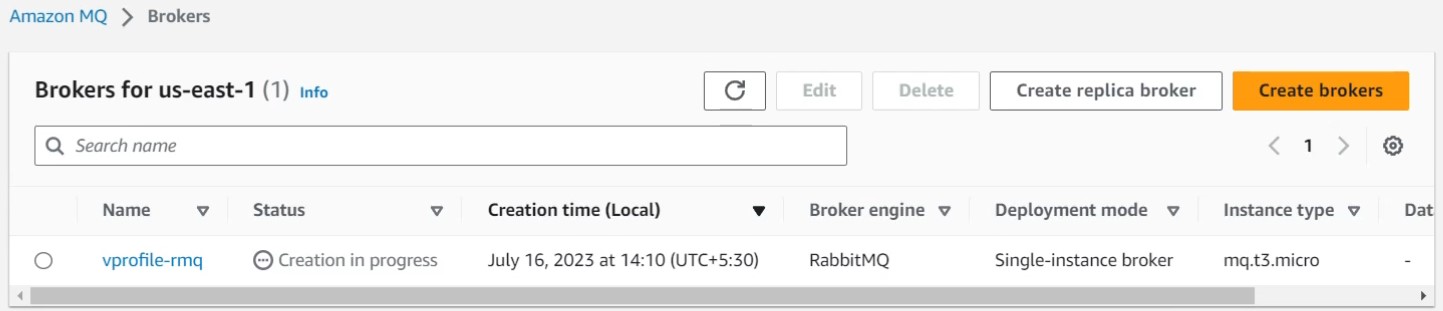 Amazon MQ > Brokers
Brokers for us-east-1 (1) Info Edit Delete Create replica broker Create brokers
Search name 1
Name Status Creation time (Local) Broker engine Deployment mode Instance type Dat
vprofile-rmq Creation in progress July 16, 2023 at 14:10 (UTC+5:30) RabbitMQ Single-instance broker mq.t3.micro -